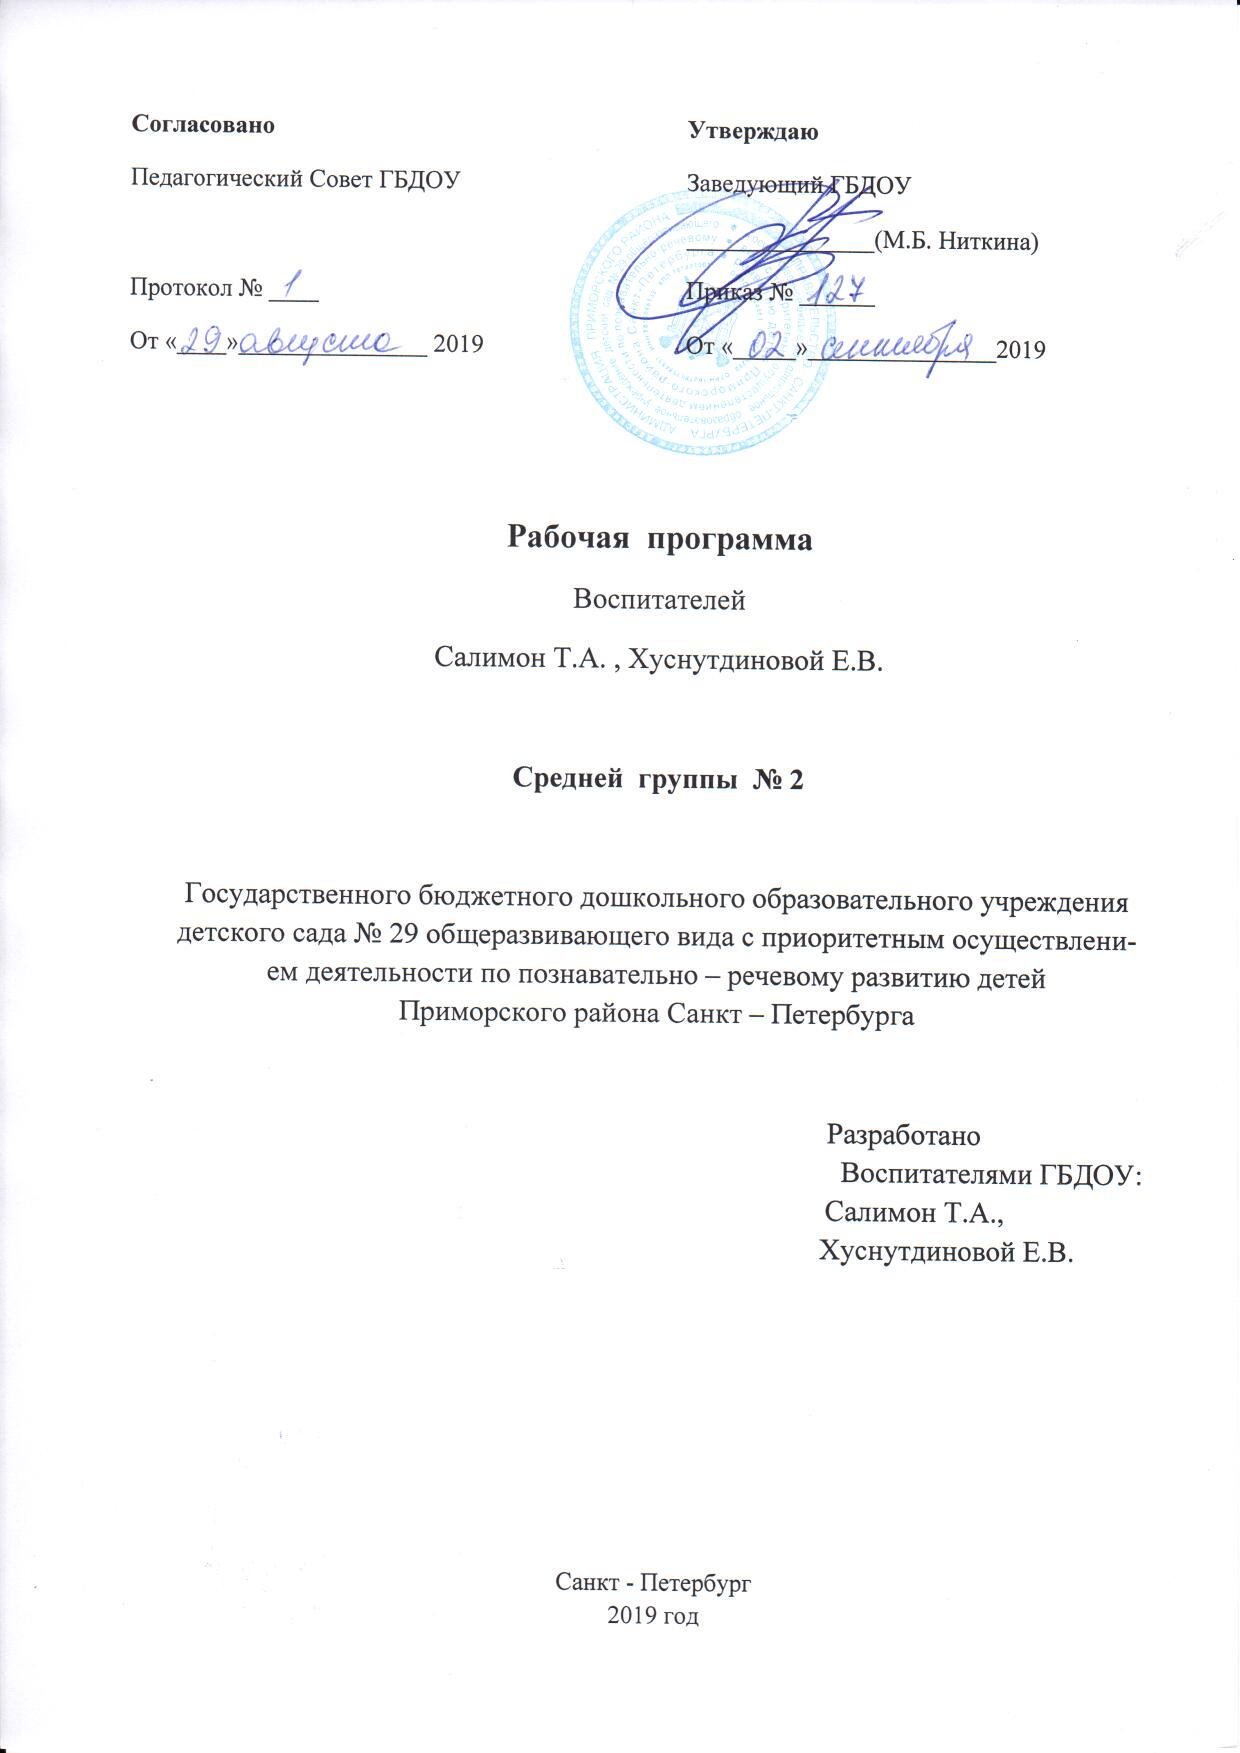 Согласовано
Педагогический Совет ГБДОУ
Протокол № 1
От «29» августа 2019
Утверждаю
Заведующий ГБДОУ
(М.Б. Ниткина)
Приказ № 127
От «02» сентября 2019
Рабочая программа
Воспитателей
Салимон Т.А. , Хуснутдиновой Е.В.
Средней группы № 2
Государственного бюджетного дошкольного образовательного учреждения
детского сада № 29 общеразвивающего вида с приоритетным осуществлени-
ем деятельности по познавательно – речевому развитию детей
Приморского района Санкт – Петербурга
Разработано
Воспитателями ГБДОУ:
Салимон Т.А.,
Хуснутдиновой Е.В.
Санкт - Петербург
2019 год